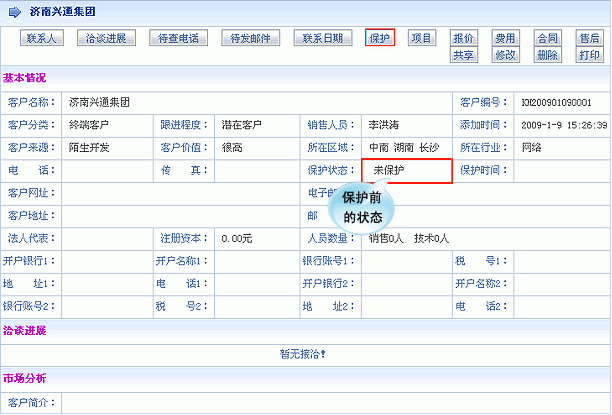 济南兴通集团
联系人 洽谈进展 待查电话 待发邮件 联系日期 保护 项目 报价 费用 合同 售后
共享 修改 删除 打印
基本情况
客户名称： 济南兴通集团 客户编号： KH200901090001
客户分类： 终端客户 跟进程度： 潜在客户 销售人员： 李洪涛 添加时间： 2009-1-9 15:26:39
客户来源： 陌生开发 客户价值： 很高 所在区域： 中南 湖南 长沙 所在行业： 网络
电 话： 传 真： 保护状态： 未保护 保护时间：
客户网址： 电子邮
客户地址： 邮
保护前
的状态
法人代表： 注册资本： 0.00元 人员数量： 销售0人 技术0人
开户银行1： 开户名称1： 银行账号1： 税 号1：
地 址1： 电 话1： 开户银行2： 开户名称2：
银行账号2： 税 号2： 地 址2： 电 话2：
洽谈进展
暂无接洽!
市场分析
客户简介：